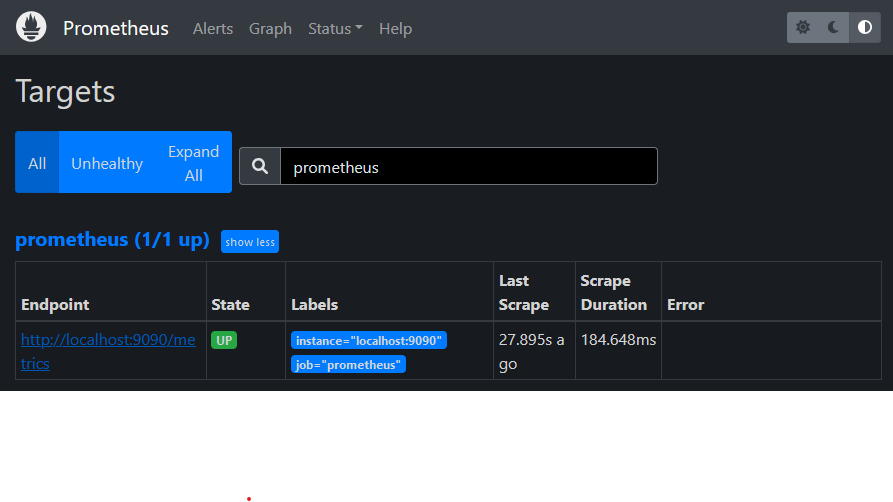 Prometheus Alerts Graph Status Help
Targets
All Unhealthy Expand All
prometheus
prometheus (1/1 up) show less
Endpoint State Labels Last Scrape Scrape Duration Error
http://localhost:9090/metrics UP instance="localhost:9090" job="prometheus" 27.895s ago 184.648ms